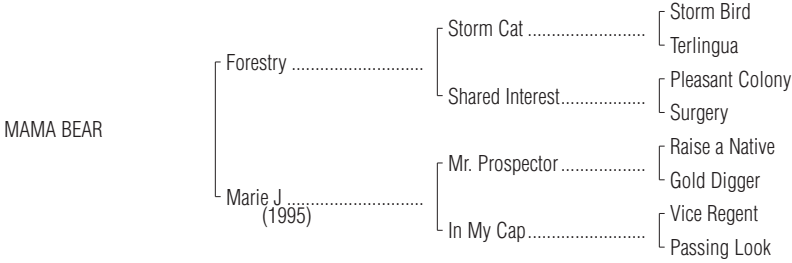 Storm Bird
Storm Cat ........................
Terlingua
Forestry ...........................
Pleasant Colony
Shared Interest.................
Surgery
MAMA BEAR
Raise a Native
Mr. Prospector .................
Gold Digger
Marie J ......................
(1995)
Vice Regent
In My Cap........................
Passing Look